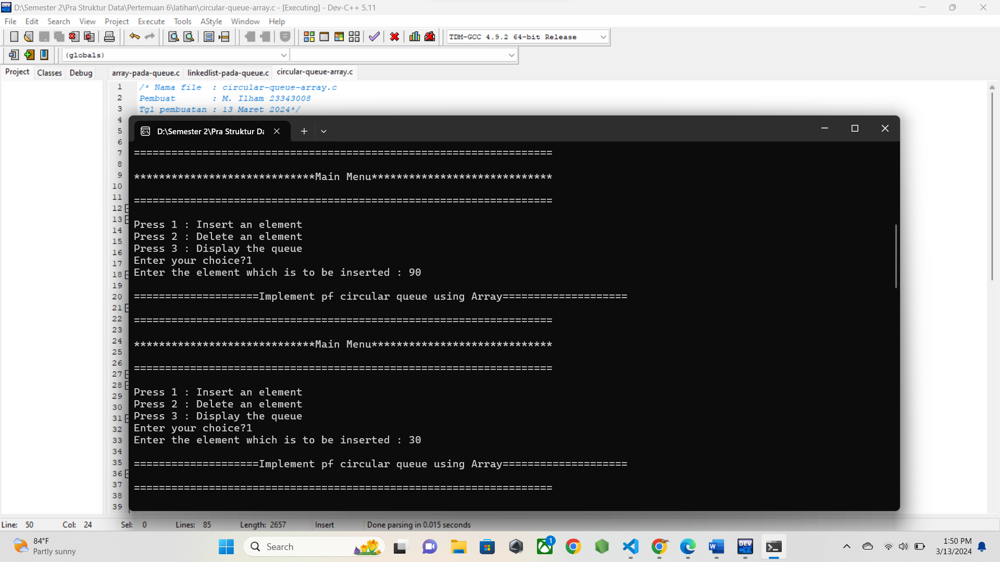 D:\Semester 2\Pra Struktur Data\Pertemuan 6\latihan\circular-queue-array.c - [Executing] - Dev-C++ 5.11
File Edit Search View Project Execute Tools AStyle Window Help
TDM-GCC 4.9.2 64-bit Release
(globals)
Project Classes Debug
array-pada-queue.c linkedlist-pada-queue.c circular-queue-array.c
1 /* Nama file : circular-queue-array.c
2 Pembuat : M. Ilham 23343008
3 Tgl pembuatan : 13 Maret 2024*/
4
5
6
7
8
9
10
11
12
13
14
15
16
17
18
19
20
21
22
23
24
25
26
27
28
29
30
31
32
33
34
35
36
37
38
39
D:\Semester 2\Pra Struktur Da
===================================================================
*****************************Main Menu*****************************
===================================================================
Press 1 : Insert an element
Press 2 : Delete an element
Press 3 : Display the queue
Enter your choice?1
Enter the element which is to be inserted : 90
====================Implement pf circular queue using Array====================
===================================================================
*****************************Main Menu*****************************
===================================================================
Press 1 : Insert an element
Press 2 : Delete an element
Press 3 : Display the queue
Enter your choice?1
Enter the element which is to be inserted : 30
====================Implement pf circular queue using Array====================
===================================================================
Line: 50 Col: 24 Sel: 0 Lines: 85 Length: 2657 Insert Done parsing in 0.015 seconds
84°F
Partly sunny
Search
1
DEV C++
1:50 PM
3/13/2024